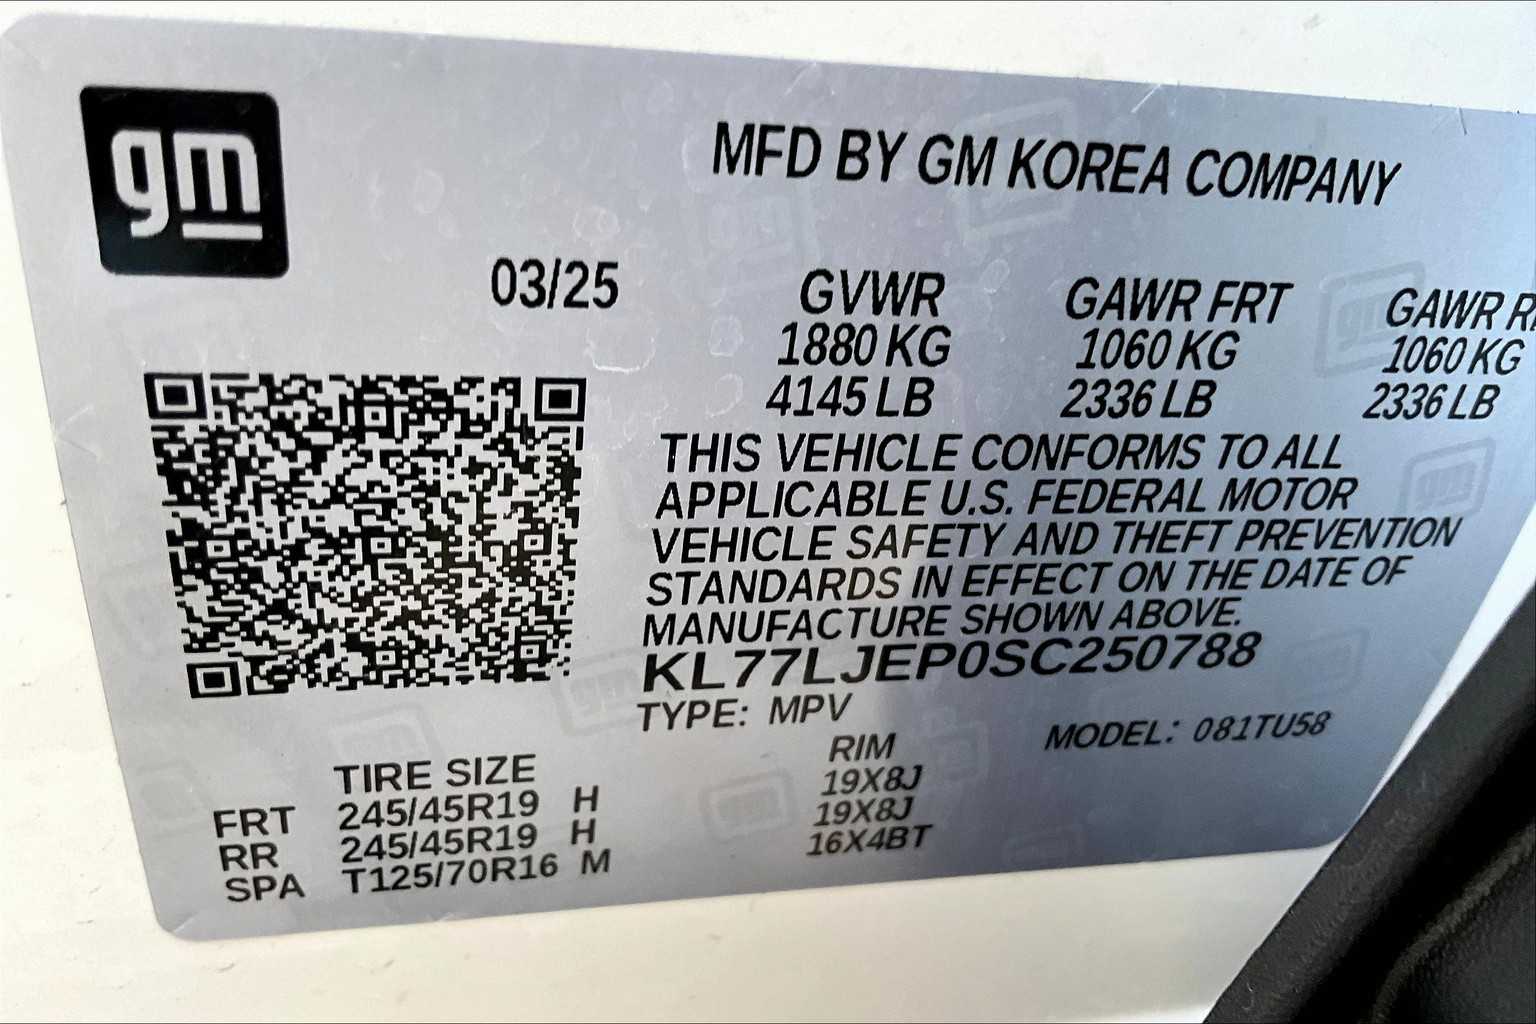 gm
MFD BY GM KOREA COMPANY
03/25
GVWR GAWR FRT GAWR
1880 KG 1060 KG 1060 KG
4145 LB 2336 LB 2336 LB
THIS VEHICLE CONFORMS TO ALL
APPLICABLE U.S. FEDERAL MOTOR
VEHICLE SAFETY AND THEFT PREVENTION
STANDARDS IN EFFECT ON THE DATE OF
MANUFACTURE SHOWN ABOVE.
KL77LJEP0SC250788
TYPE: MPV MODEL: 081TU58
TIRE SIZE RIM
FRT 245/45R19 H 19X8J
RR 245/45R19 H 19X8J
SPA T125/70R16 M 16X4BT